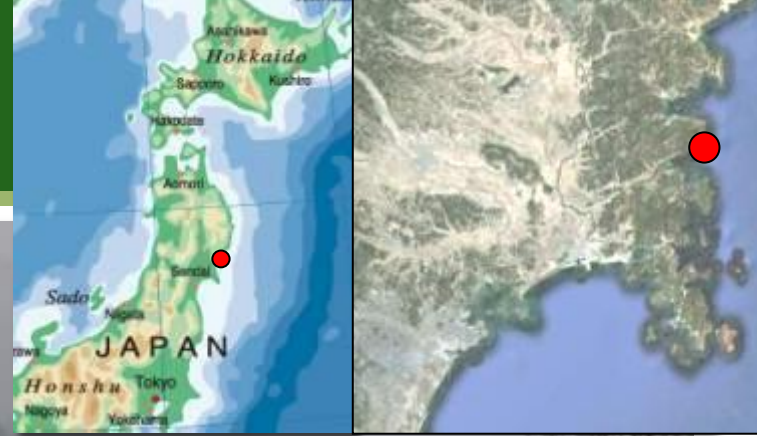 Asahikawa
Hokkaido
Sapporo
Kushiro
Hakodate
Aomori
Sendai
Sado
Niigata
JAPAN
Honshu
Tokyo
Nagoya
Yokohama